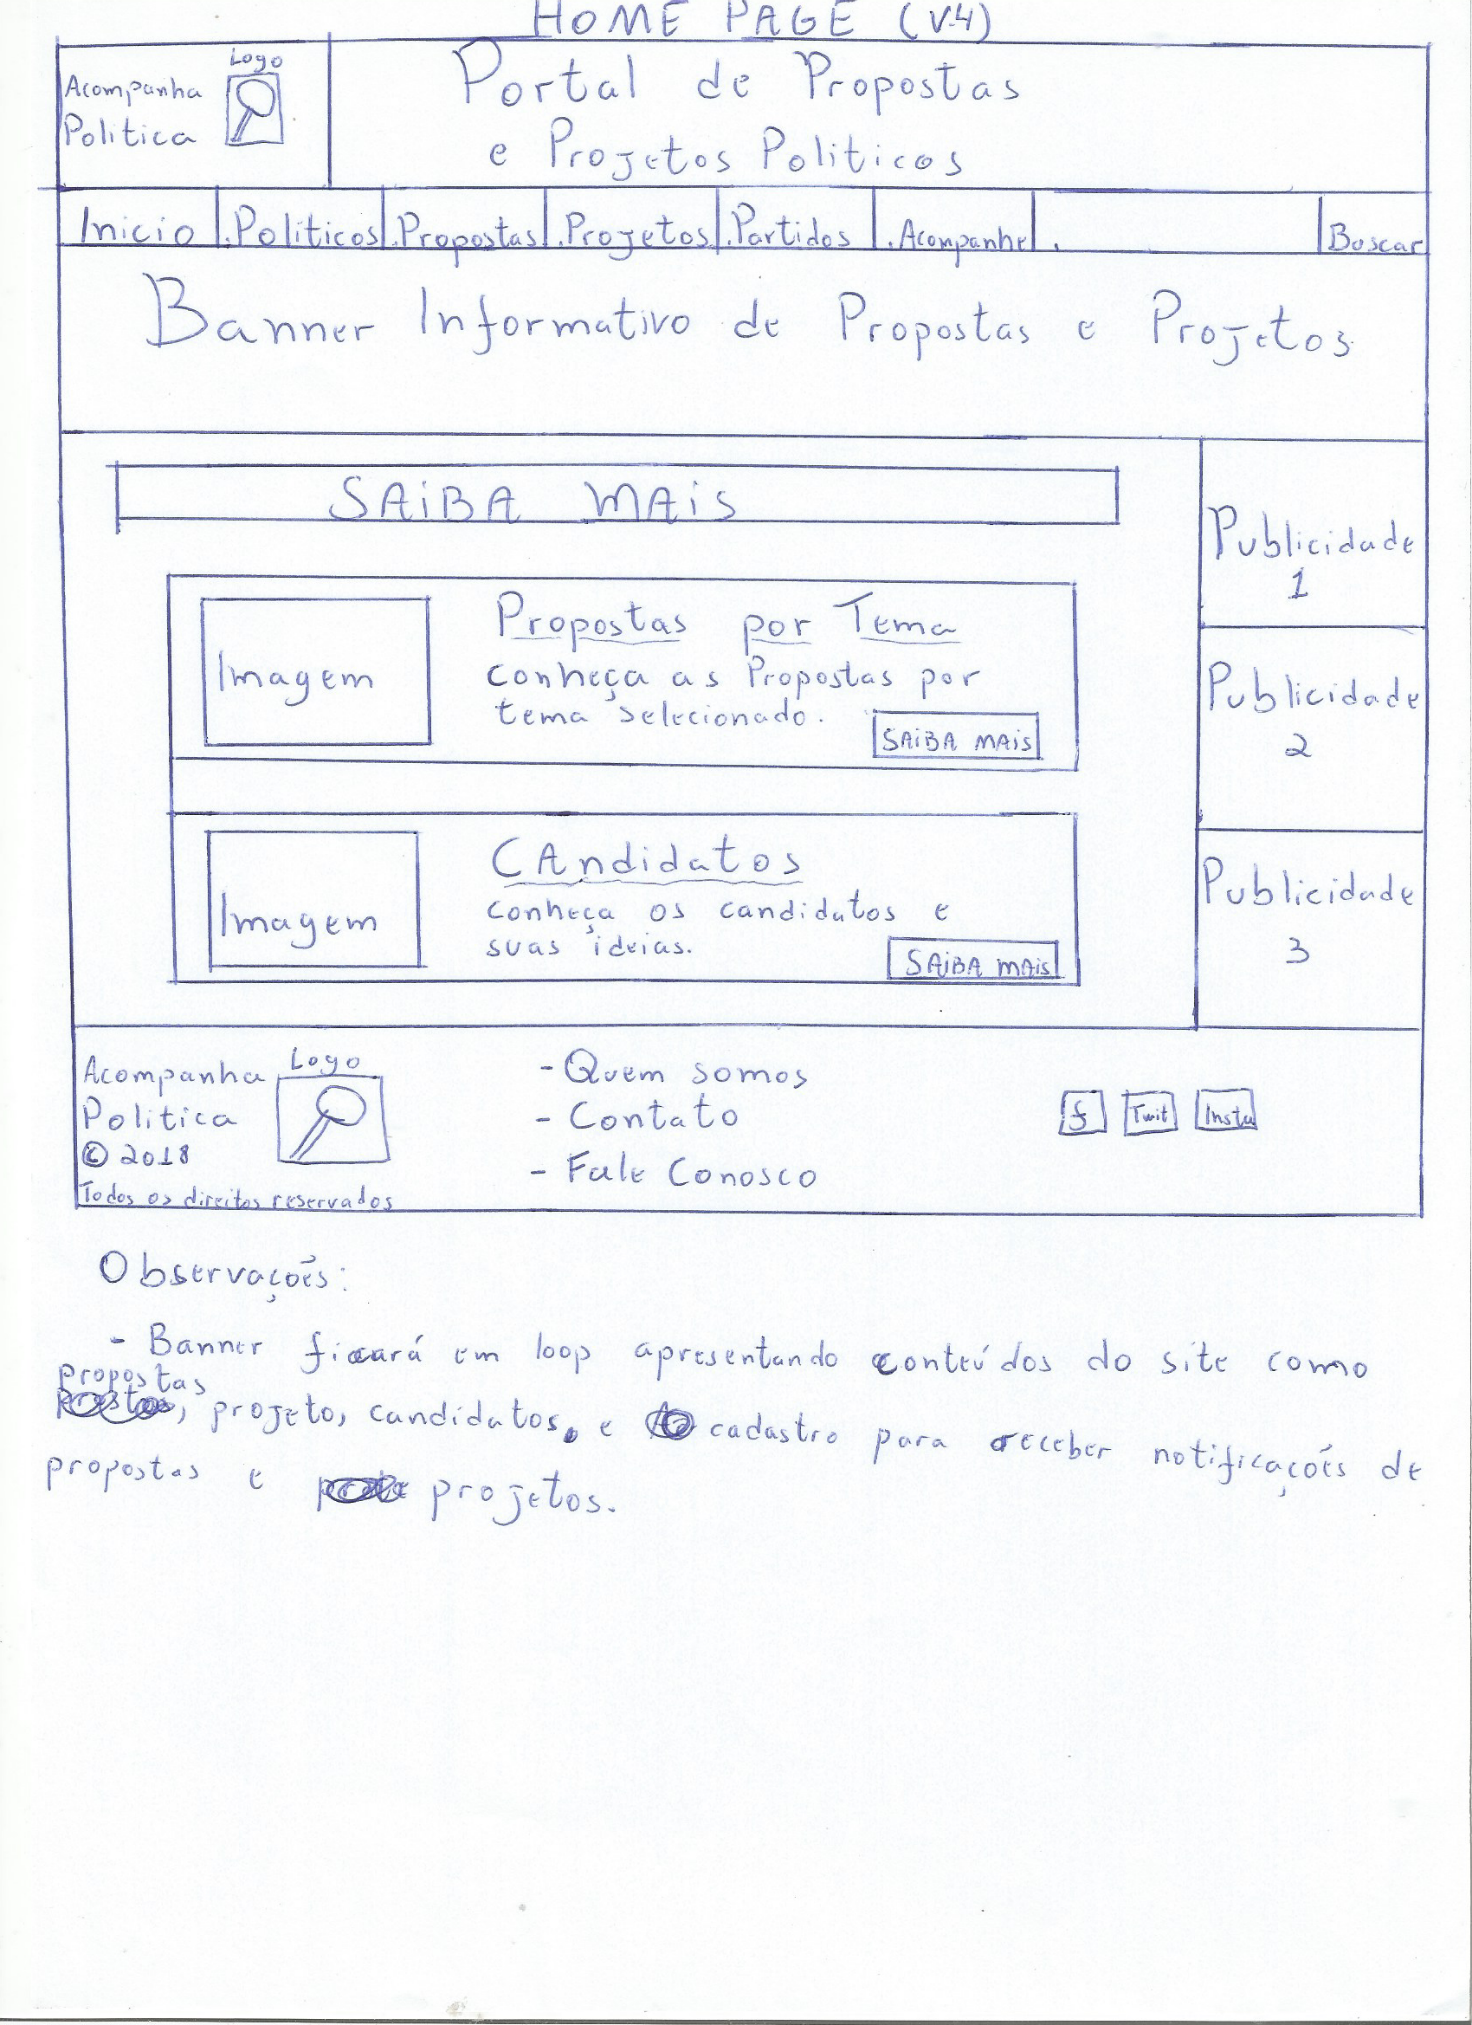 HOME PAGE (V.4)
Logo
Acompanha
Politica
Portal de Propostas
e Projetos Politicos
Inicio .Politicos .Propostas .Projetos .Partidos .Acompanhe . Buscar
Banner Informativo de Propostas e Projetos
SAiBA MAiS
Imagem
Propostas por Tema
conheça as Propostas por
tema selecionado.
SAiBA MAiS
Imagem
CAndidatos
conheça os candidatos e
suas ideias.
SAiBA MAiS
Publicidade
1
Publicidade
2
Publicidade
3
Logo
Acompanha
Politica
© 2018
Todos os direitos reservados
- Quem somos
- Contato
- Fale Conosco
f Twit Insta
Observações:
- Banner ficará em loop apresentando conteúdos do site como
propostas
, projeto, candidatos, e cadastro para receber notificações de
propostas e projetos.